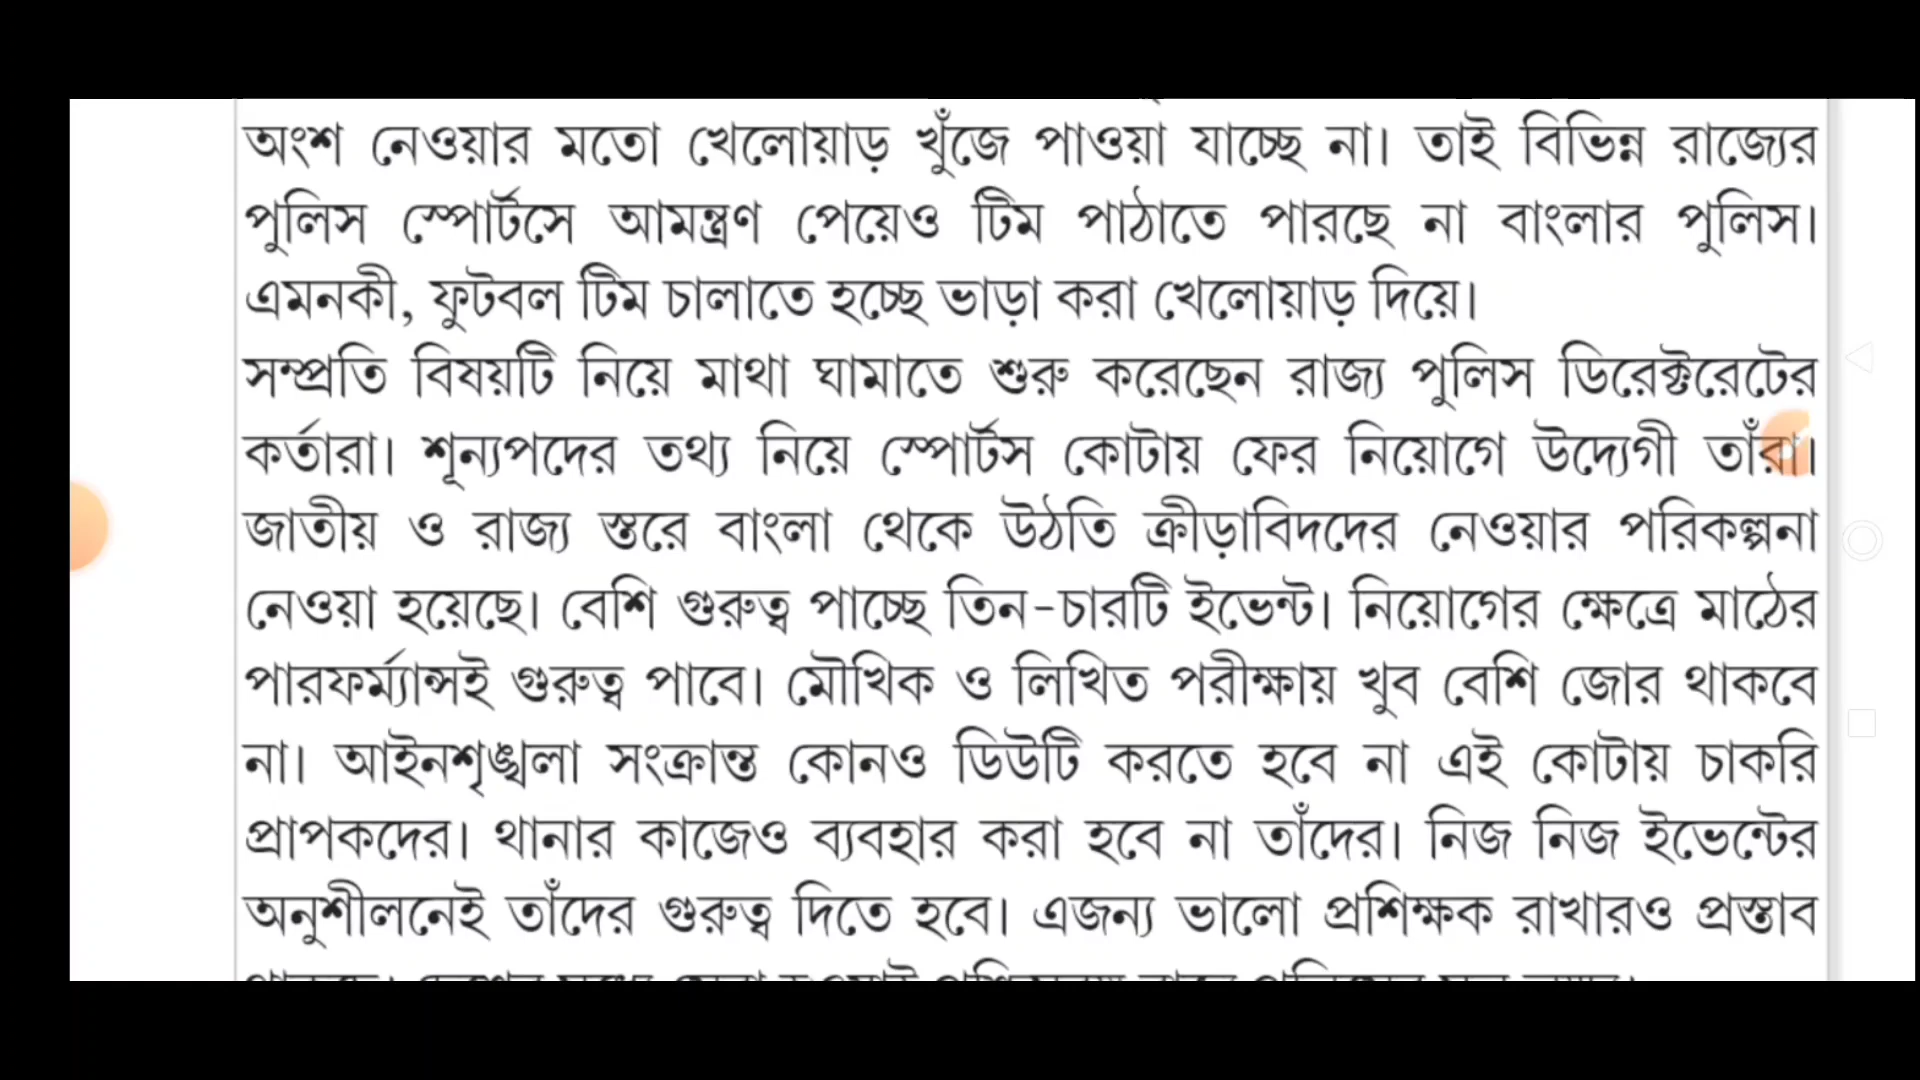 অংশ নেওয়ার মতো খেলোয়াড় খুঁজে পাওয়া যাচ্ছে না। তাই বিভিন্ন রাজ্যের
পুলিস স্পোর্টসে আমন্ত্রণ পেয়েও টিম পাঠাতে পারছে না বাংলার পুলিস।
এমনকী, ফুটবল টিম চালাতে হচ্ছে ভাড়া করা খেলোয়াড় দিয়ে।
সম্প্রতি বিষয়টি নিয়ে মাথা ঘামাতে শুরু করেছেন রাজ্য পুলিস ডিরেক্টরেটের
কর্তারা। শূন্যপদের তথ্য নিয়ে স্পোর্টস কোটায় ফের নিয়োগে উদ্যেগী তাঁরা।
জাতীয় ও রাজ্য স্তরে বাংলা থেকে উঠতি ক্রীড়াবিদদের নেওয়ার পরিকল্পনা
নেওয়া হয়েছে। বেশি গুরুত্ব পাচ্ছে তিন-চারটি ইভেন্ট। নিয়োগের ক্ষেত্রে মাঠের
পারফর্ম্যান্সই গুরুত্ব পাবে। মৌখিক ও লিখিত পরীক্ষায় খুব বেশি জোর থাকবে
না। আইনশৃঙ্খলা সংক্রান্ত কোনও ডিউটি করতে হবে না এই কোটায় চাকরি
প্রাপকদের। থানার কাজেও ব্যবহার করা হবে না তাঁদের। নিজ নিজ ইভেন্টের
অনুশীলনেই তাঁদের গুরুত্ব দিতে হবে। এজন্য ভালো প্রশিক্ষক রাখারও প্রস্তাব